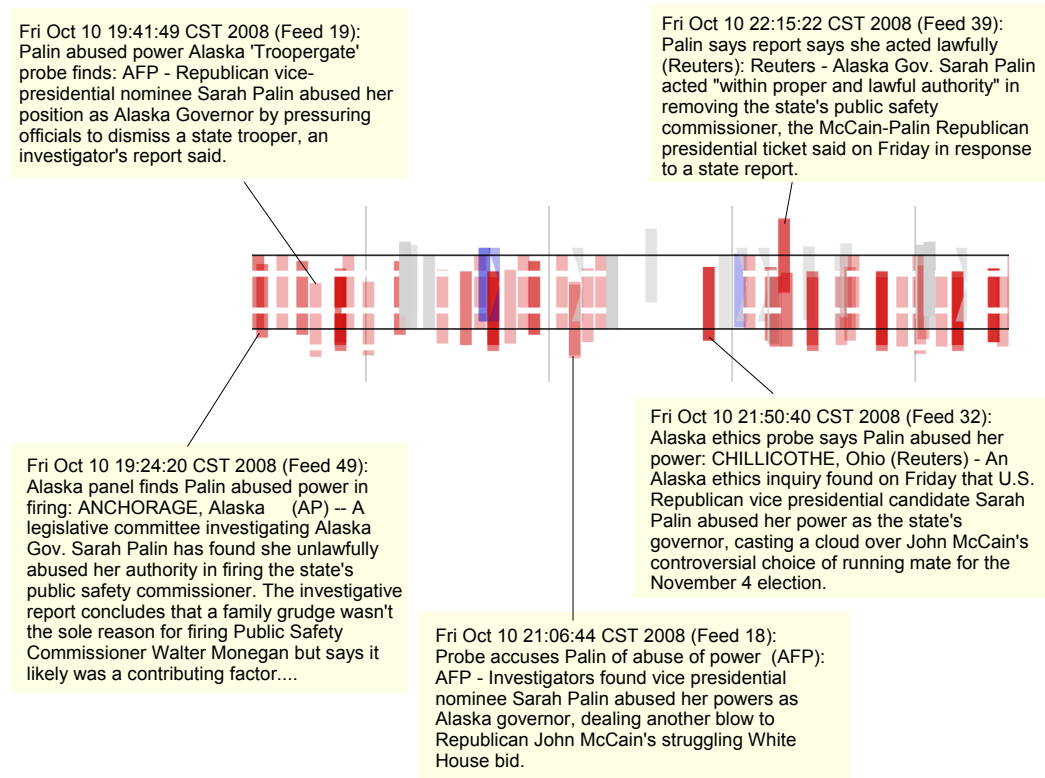 Fri Oct 10 19:41:49 CST 2008 (Feed 19):
Palin abused power Alaska 'Troopergate'
probe finds: AFP - Republican vice-
presidential nominee Sarah Palin abused her
position as Alaska Governor by pressuring
officials to dismiss a state trooper, an
investigator's report said.
Fri Oct 10 22:15:22 CST 2008 (Feed 39):
Palin says report says she acted lawfully
(Reuters): Reuters - Alaska Gov. Sarah Palin
acted "within proper and lawful authority" in
removing the state's public safety
commissioner, the McCain-Palin Republican
presidential ticket said on Friday in response
to a state report.
Fri Oct 10 19:24:20 CST 2008 (Feed 49):
Alaska panel finds Palin abused power in
firing: ANCHORAGE, Alaska (AP) -- A
legislative committee investigating Alaska
Gov. Sarah Palin has found she unlawfully
abused her authority in firing the state's
public safety commissioner. The investigative
report concludes that a family grudge wasn't
the sole reason for firing Public Safety
Commissioner Walter Monegan but says it
likely was a contributing factor....
Fri Oct 10 21:06:44 CST 2008 (Feed 18):
Probe accuses Palin of abuse of power (AFP):
AFP - Investigators found vice presidential
nominee Sarah Palin abused her powers as
Alaska governor, dealing another blow to
Republican John McCain's struggling White
House bid.
Fri Oct 10 21:50:40 CST 2008 (Feed 32):
Alaska ethics probe says Palin abused her
power: CHILLICOTHE, Ohio (Reuters) - An
Alaska ethics inquiry found on Friday that U.S.
Republican vice presidential candidate Sarah
Palin abused her power as the state's
governor, casting a cloud over John McCain's
controversial choice of running mate for the
November 4 election.